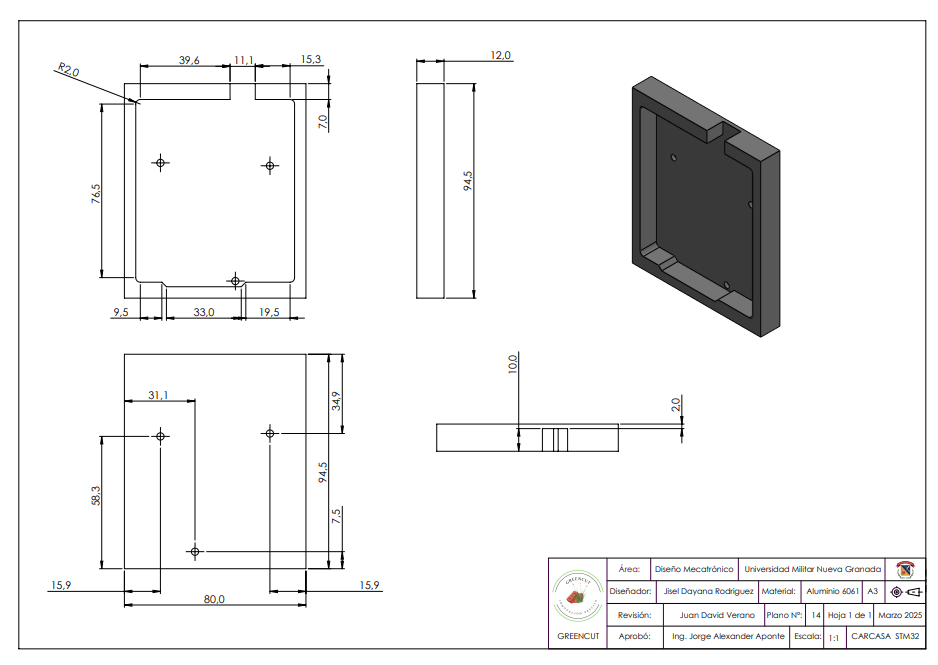 39,6
11,1
15,3
R2,0
7,0
76,5
9,5
33,0
19,5
12,0
94,5
31,1
34,9
58,3
94,5
7,5
15,9
80,0
15,9
10,0
2,0
GREENCUT
GREENCUT
Área: Diseño Mecatrónico Universidad Militar Nueva Granada
Diseñador: Jisel Dayana Rodriguez Material: Aluminio 6061 A3
Revisión: Juan David Verano Plano N°: 14 Hoja 1 de 1 Marzo 2025
Aprobó: Ing. Jorge Alexander Aponte Escala: 1:1 CARCASA STM32